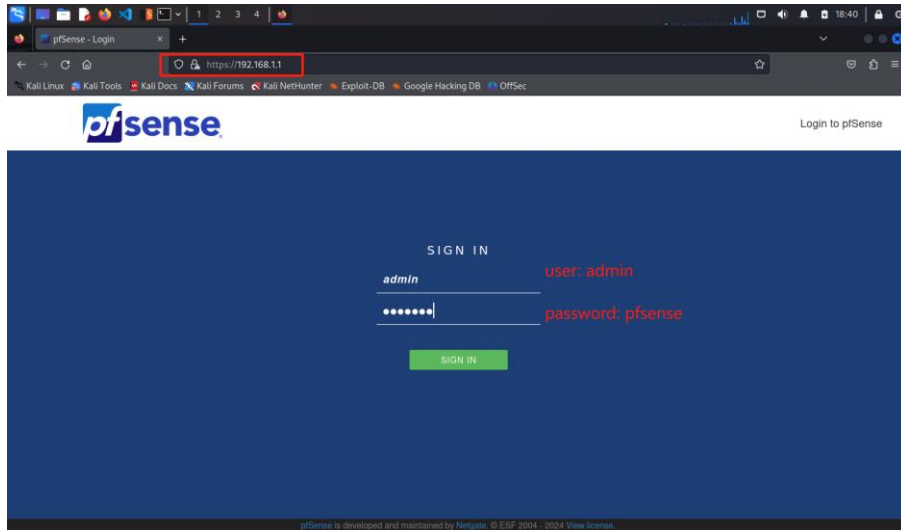 1 2 3 4
18:40
pfSense - Login
https://192.168.1.1
Kali Linux Kali Tools Kali Docs Kali Forums Kali NetHunter Exploit-DB Google Hacking DB OffSec
pfsense
Login to pfSense
SIGN IN
admin
user: admin
•••••••
password: pfsense
SIGN IN
pfSense is developed and maintained by Netgate. © ESF 2004 - 2024 View license.